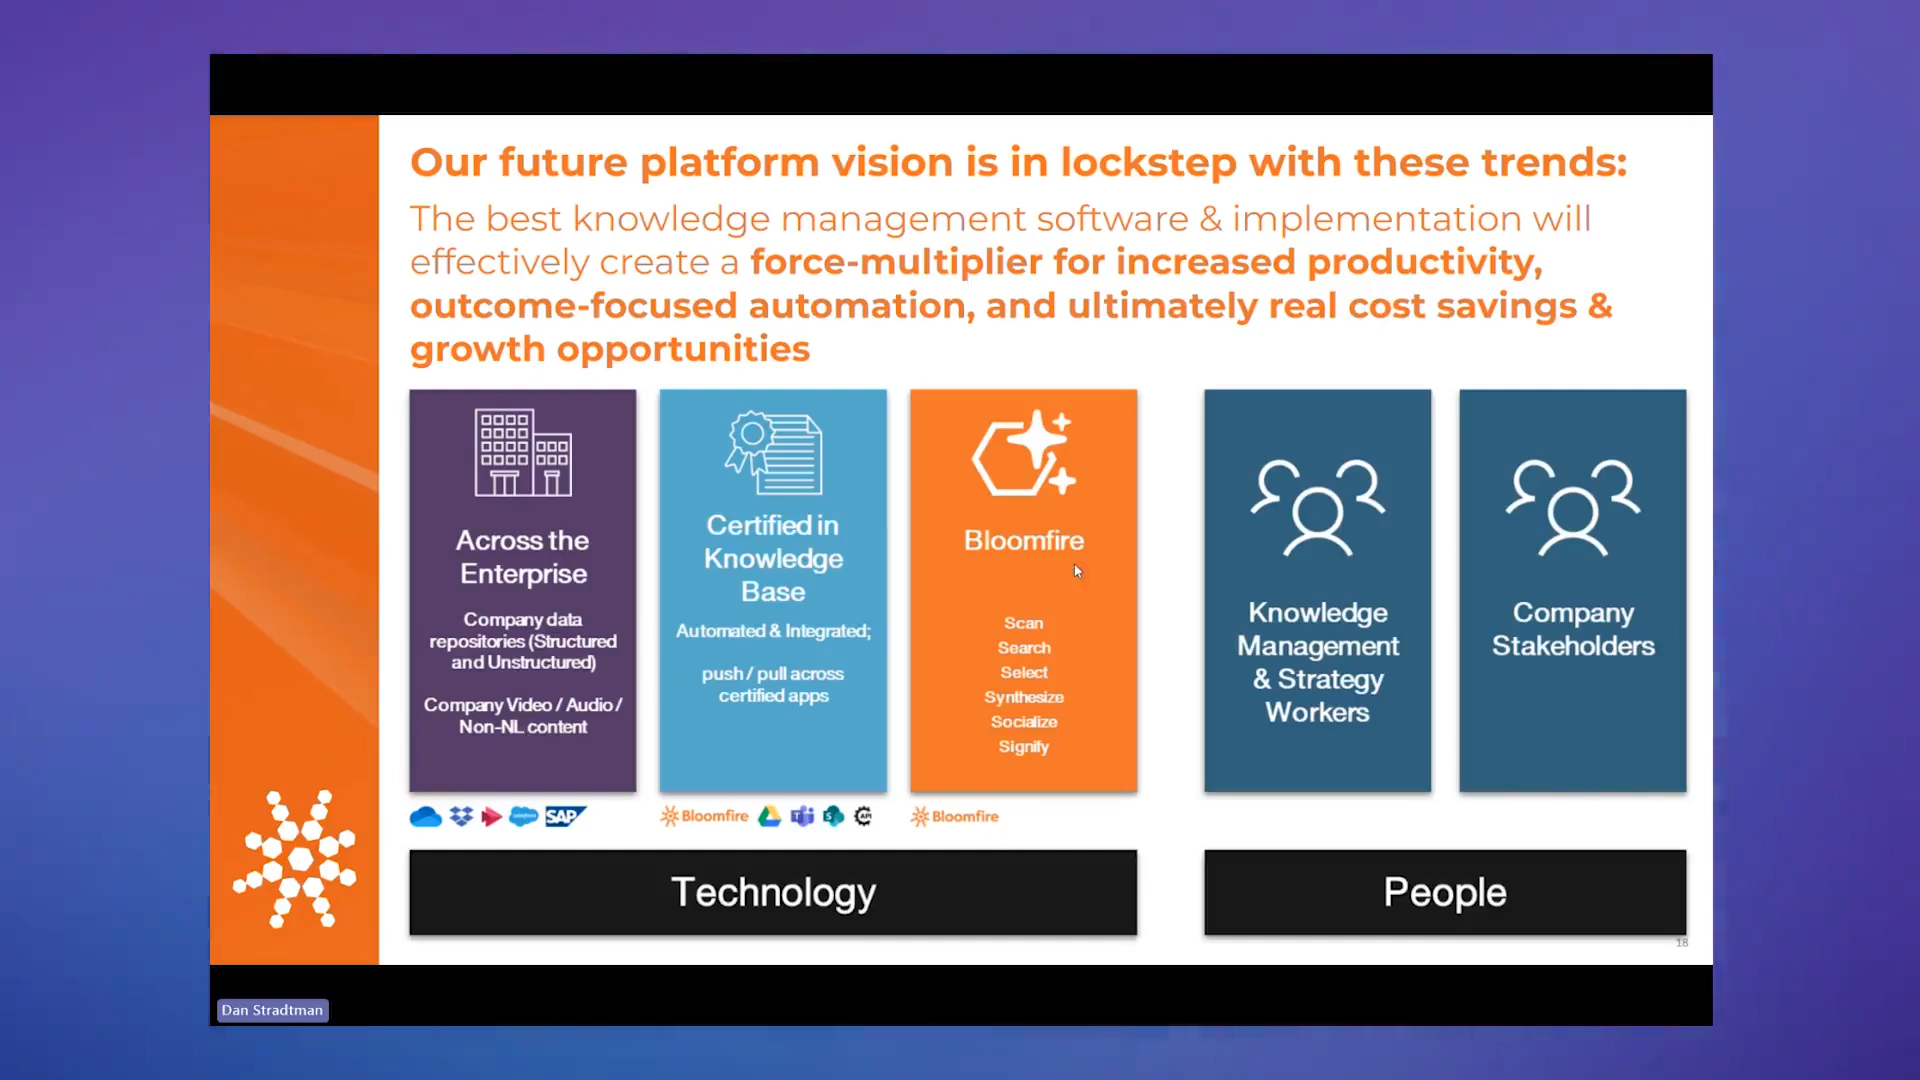 Our future platform vision is in lockstep with these trends:
The best knowledge management software & implementation will
effectively create a force-multiplier for increased productivity,
outcome-focused automation, and ultimately real cost savings &
growth opportunities
Across the
Enterprise
Company data
repositories (Structured
and Unstructured)
Company Video / Audio /
Non-NL content
Certified in
Knowledge
Base
Automated & Integrated;
push / pull across
certified apps
Bloomfire
Scan
Search
Select
Synthesize
Socialize
Signify
Knowledge
Management
& Strategy
Workers
Company
Stakeholders
salesforce
SAP
Bloomfire
API
Bloomfire
Technology
People
18
Dan Stradtman